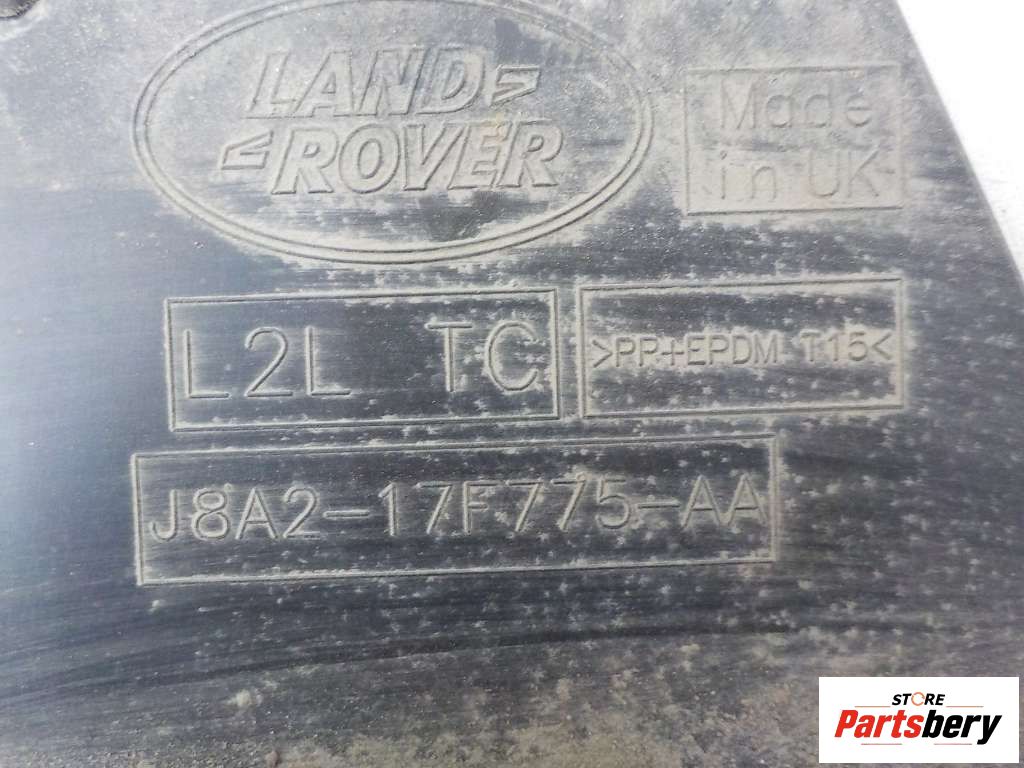 LAND
ROVER
Made
in UK
L2L TC
>PP+EPDM T15<
J8A2-17F775-AA
STORE
Partsbery